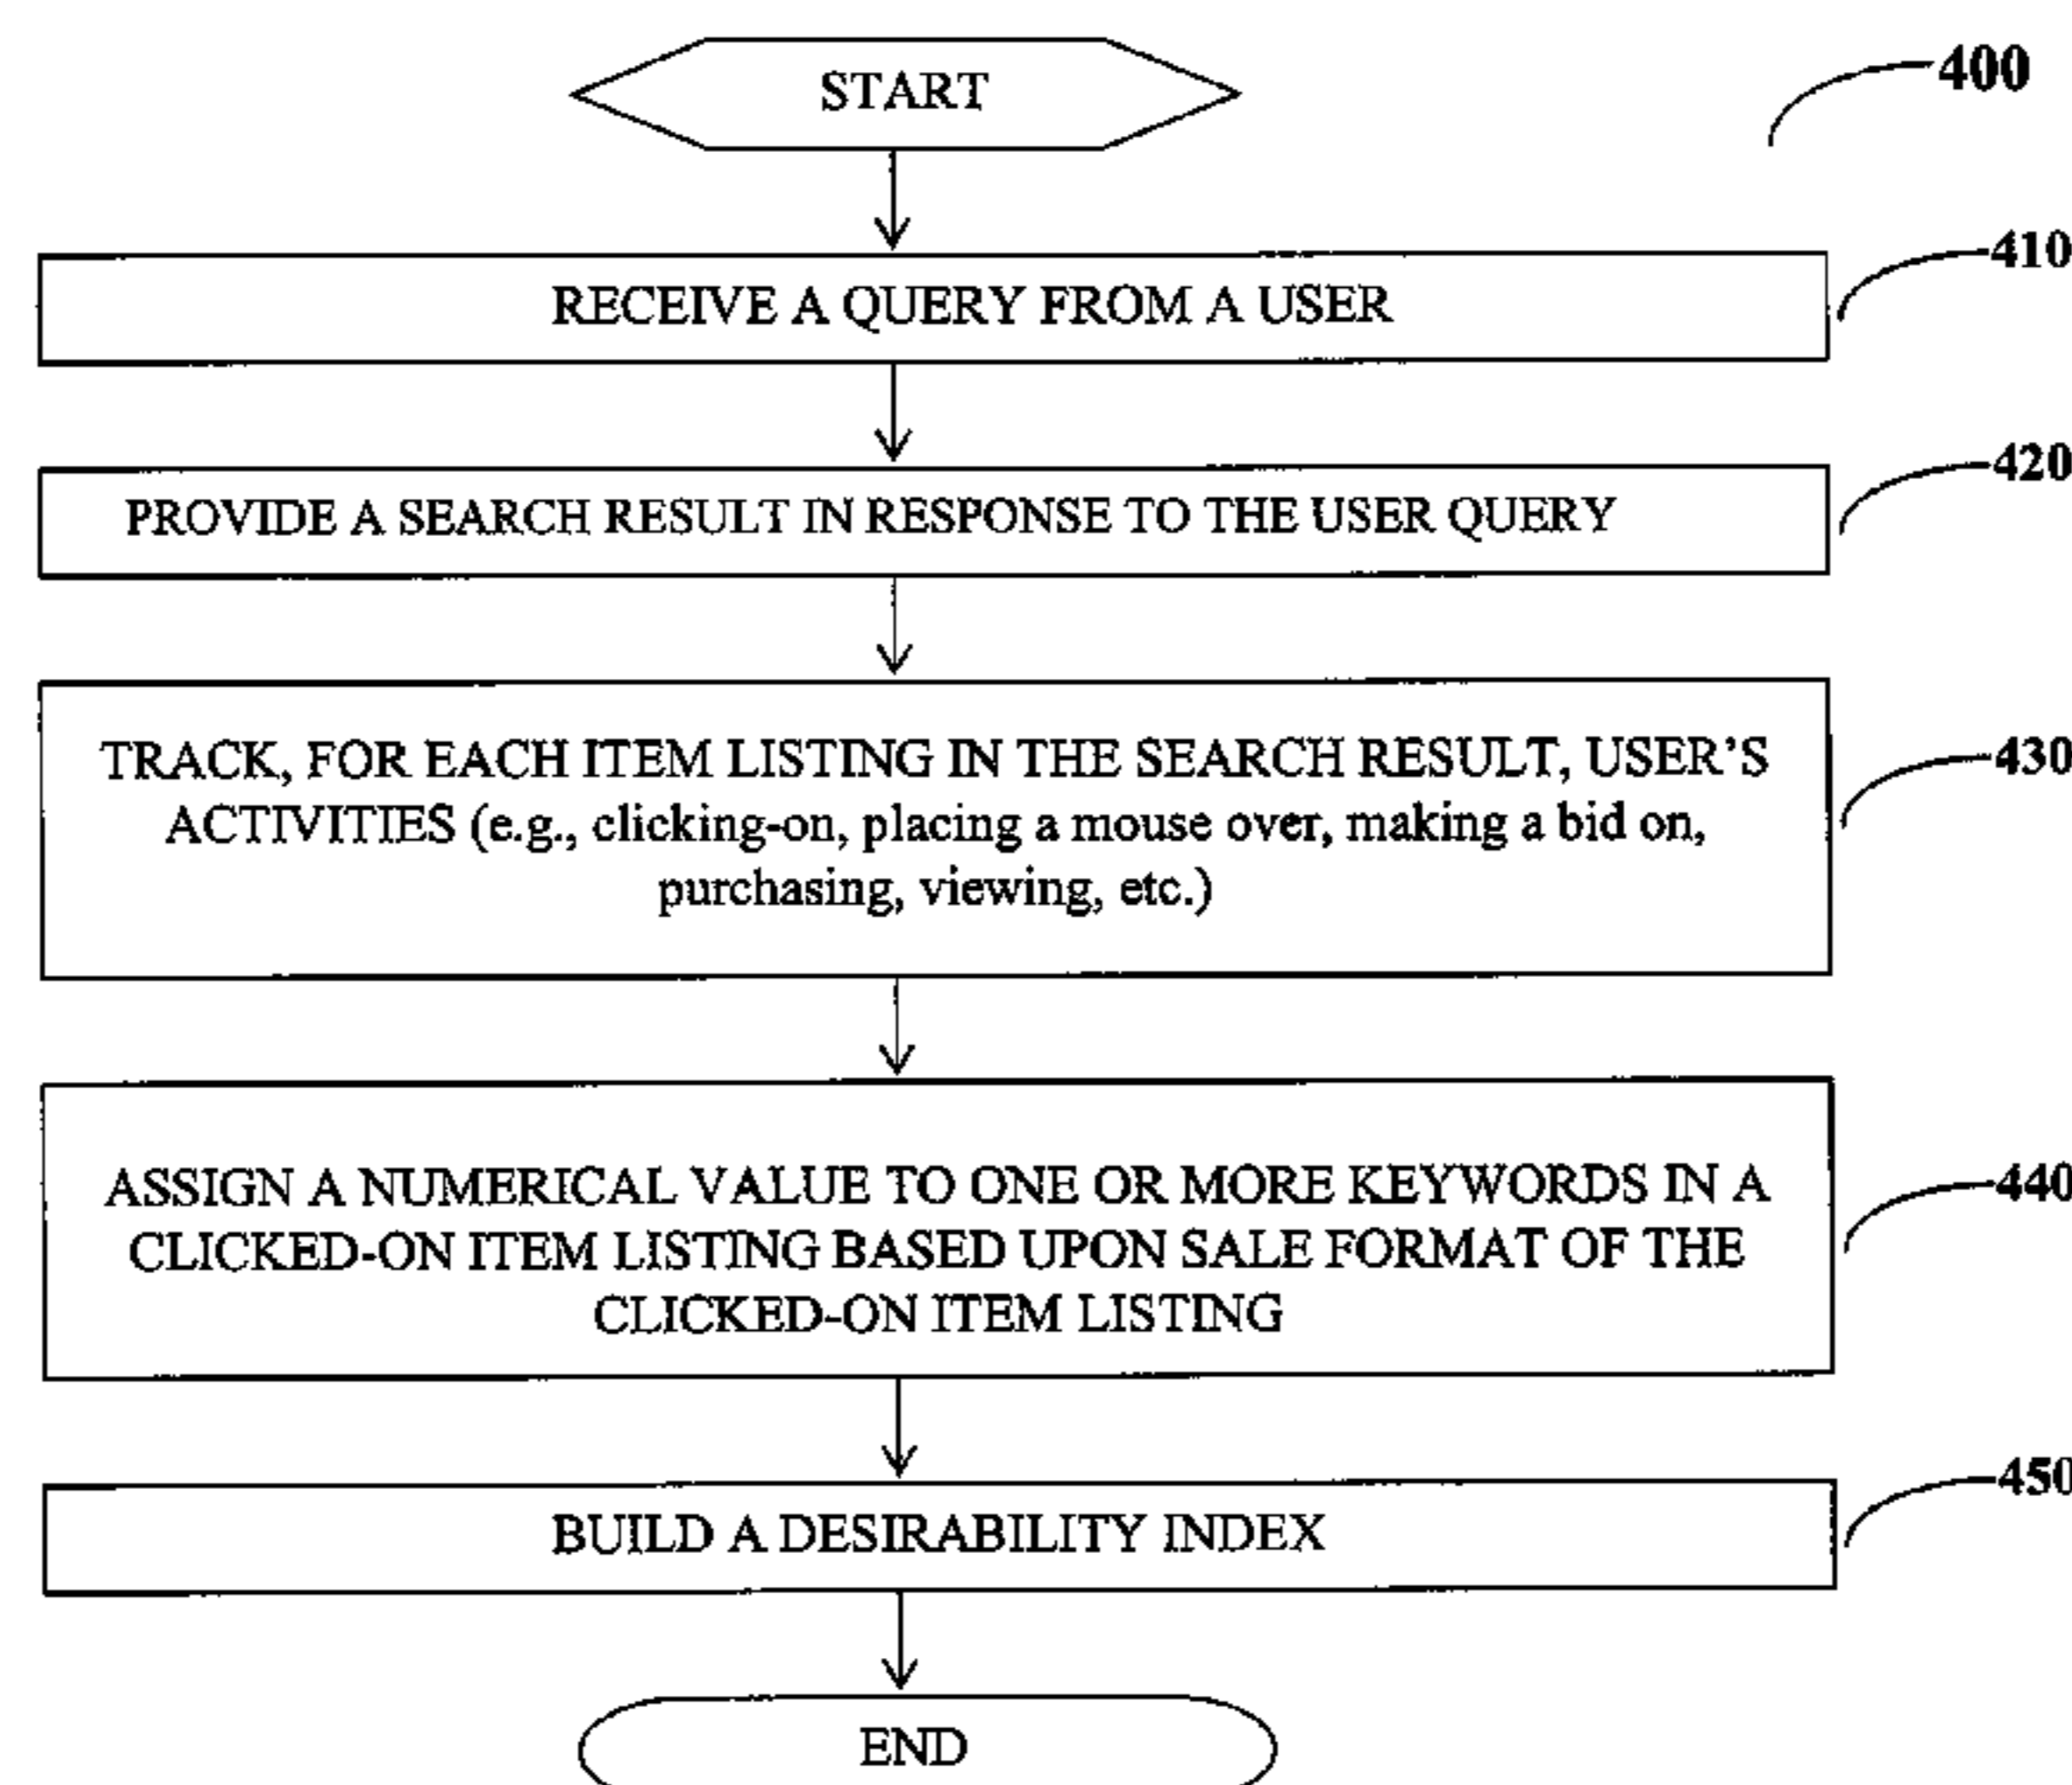 START
400
410
RECEIVE A QUERY FROM A USER
420
PROVIDE A SEARCH RESULT IN RESPONSE TO THE USER QUERY
430
TRACK, FOR EACH ITEM LISTING IN THE SEARCH RESULT, USER'S
ACTIVITIES (e.g., clicking-on, placing a mouse over, making a bid on,
purchasing, viewing, etc.)
440
ASSIGN A NUMERICAL VALUE TO ONE OR MORE KEYWORDS IN A
CLICKED-ON ITEM LISTING BASED UPON SALE FORMAT OF THE
CLICKED-ON ITEM LISTING
450
BUILD A DESIRABILITY INDEX
END